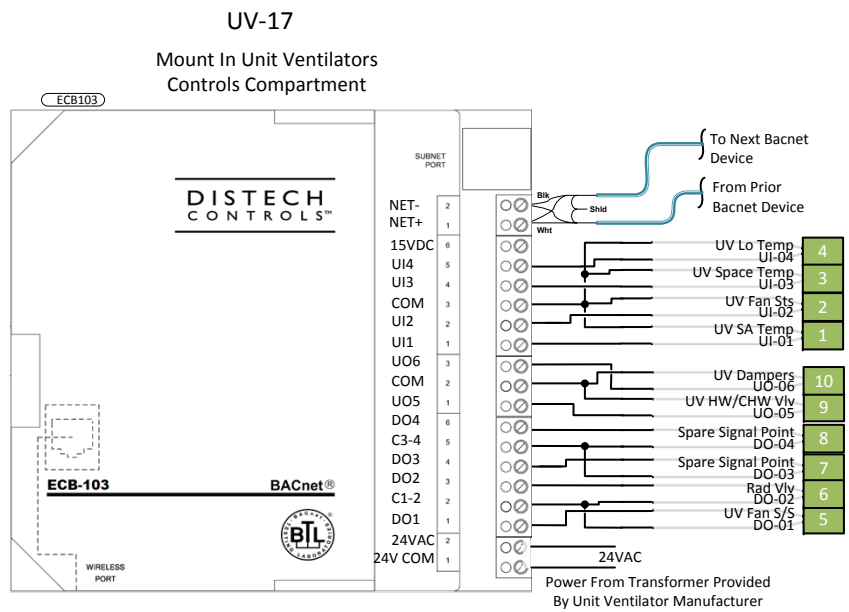 UV-17
Mount In Unit Ventilators
Controls Compartment
ECB103
SUBNET
PORT
To Next Bacnet
Device
From Prior
Bacnet Device
DISTECH
CONTROLS™
Blk
Shld
Wht
NET- 2
NET+ 1
15VDC 6
UI4 5
UI3 4
COM 3
UI2 2
UI1 1
UO6 3
COM 2
UO5 1
DO4 6
C3-4 5
DO3 4
DO2 3
C1-2 2
DO1 1
24VAC 2
24V COM 1
UV Lo Temp
UI-04
4
UV Space Temp
UI-03
3
UV Fan Sts
UI-02
2
UV SA Temp
UI-01
1
UV Dampers
UO-06
10
UV HW/CHW Vlv
UO-05
9
Spare Signal Point
DO-04
8
Spare Signal Point
DO-03
7
Rad Vlv
DO-02
6
UV Fan S/S
DO-01
5
24VAC
Power From Transformer Provided
By Unit Ventilator Manufacturer
ECB-103
BACnet®
BACnet
BTL
LABORATORIES
WIRELESS
PORT